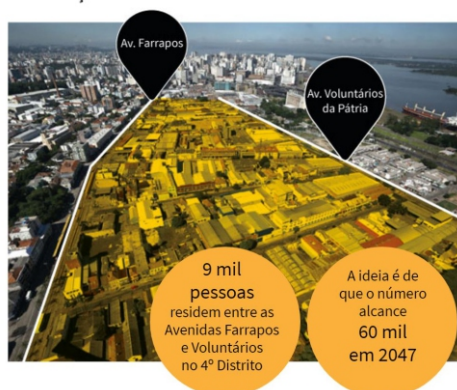 Av. Farrapos
Av. Voluntários
da Pátria
9 mil
pessoas
residem entre as
Avenidas Farrapos
e Voluntários
no 4º Distrito
A ideia é de
que o número
alcance
60 mil
em 2047